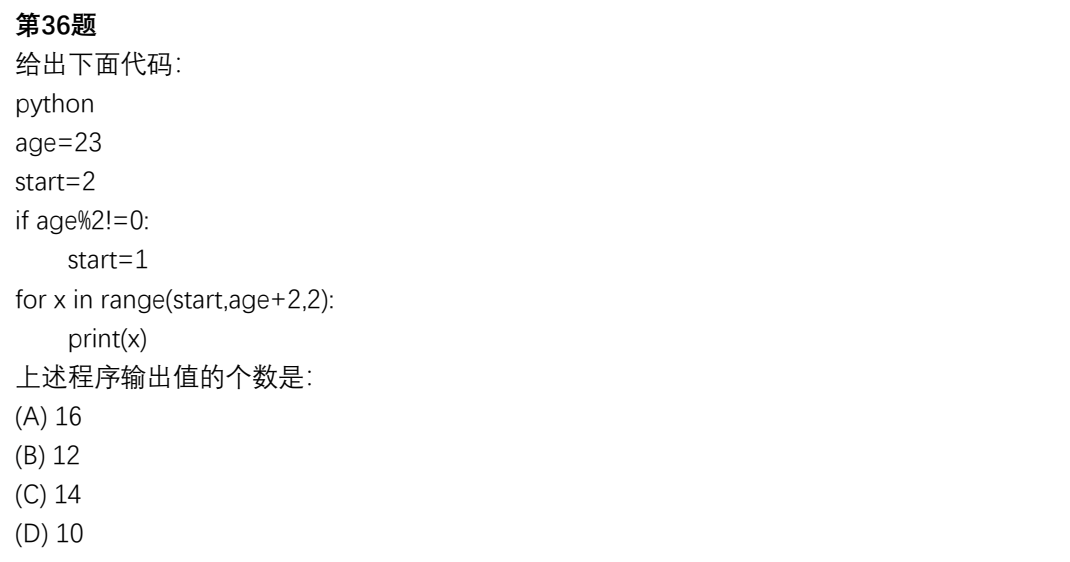 第36题
给出下面代码：
python
age=23
start=2
if age%2!=0:
start=1
for x in range(start,age+2,2):
print(x)
上述程序输出值的个数是：
(A) 16
(B) 12
(C) 14
(D) 10